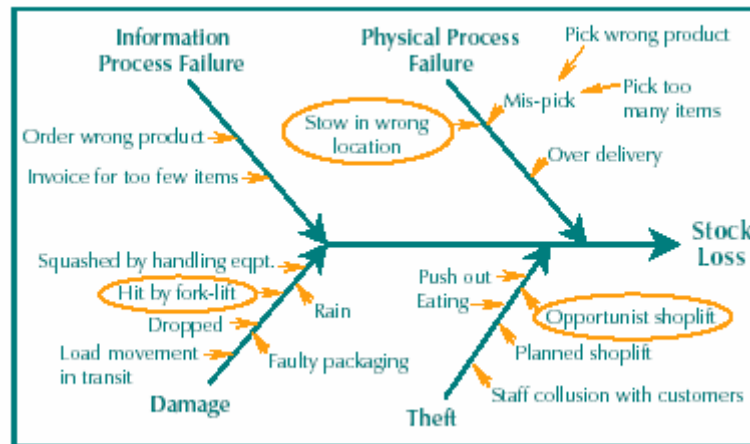 Information
Process Failure
Physical Process
Failure
Pick wrong product
Mis-pick
Pick too
many items
Stow in wrong
location
Order wrong product
Invoice for too few items
Over delivery
Stock
Loss
Squashed by handling eqpt.
Hit by fork-lift
Rain
Dropped
Load movement
in transit
Faulty packaging
Damage
Push out
Eating
Opportunist shoplift
Planned shoplift
Staff collusion with customers
Theft